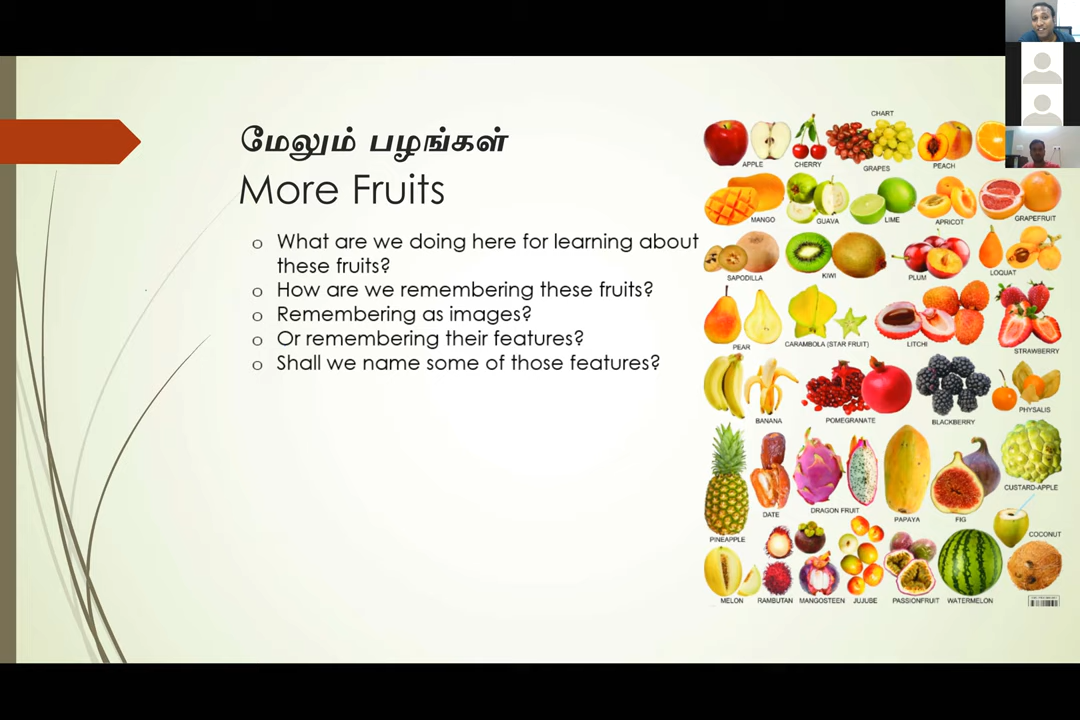 மேலும் பழங்கள்
More Fruits
o What are we doing here for learning about
these fruits?
o How are we remembering these fruits?
o Remembering as images?
o Or remembering their features?
o Shall we name some of those features?
CHART
APPLE CHERRY GRAPES PEACH
MANGO GUAVA LIME APRICOT GRAPEFRUIT
SAPODILLA KIWI PLUM LOQUAT
PEAR CARAMBOLA (STAR FRUIT) LITCHI STRAWBERRY
BANANA POMEGRANATE BLACKBERRY PHYSALIS
PINEAPPLE DATE DRAGON FRUIT PAPAYA FIG CUSTARD-APPLE
COCONUT
MELON RAMBUTAN MANGOSTEEN JUJUBE PASSIONFRUIT WATERMELON